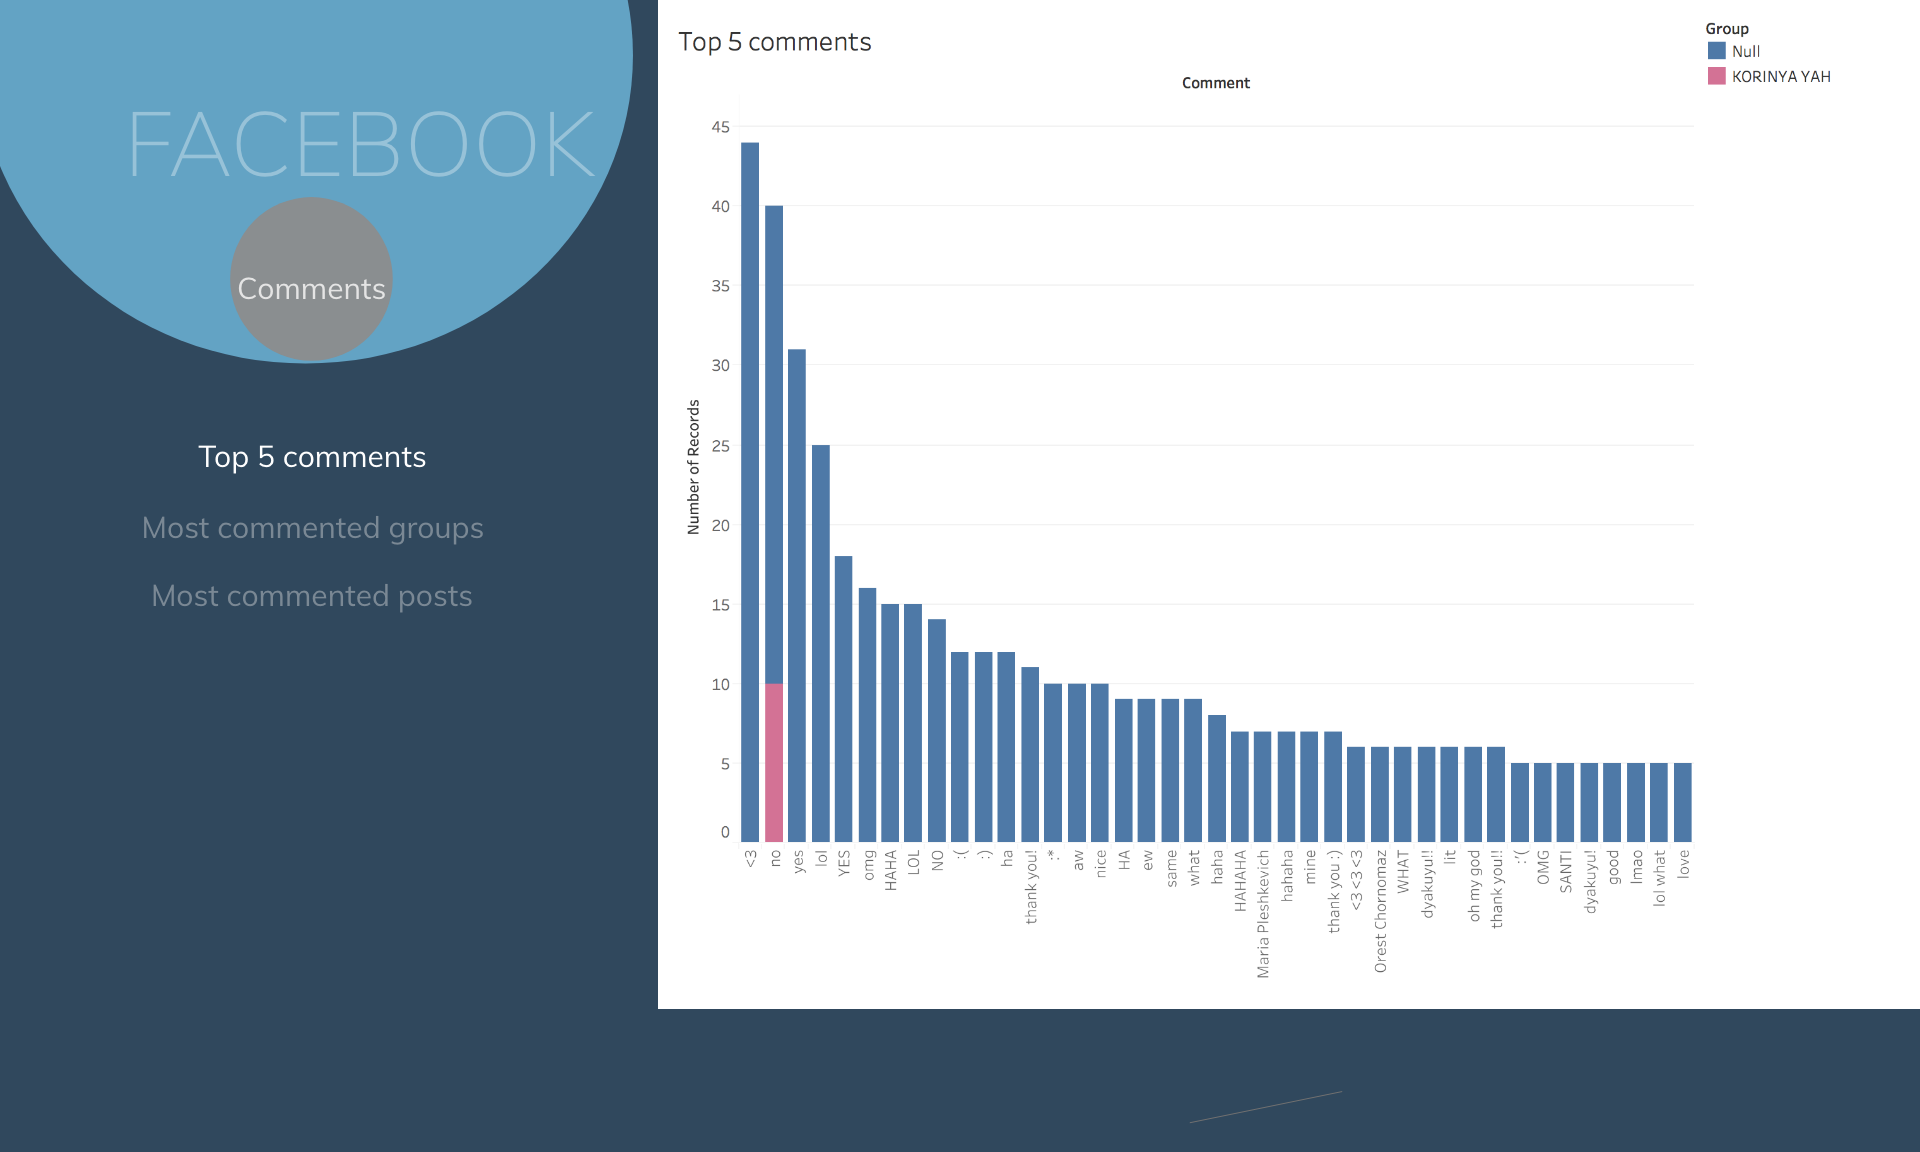 FACEBOOK
Comments
Top 5 comments
Most commented groups
Most commented posts
Top 5 comments
Comment
Group
Null
KORINYA YAH
Number of Records
45
40
35
30
25
20
15
10
5
0
<3
no
yes
lol
YES
omg
HAHA
LOL
NO
:(
:)
ha
thank you!
:*
aw
nice
HA
ew
same
what
haha
HAHAHA
Maria Pleshkevich
hahaha
mine
thank you :)
<3 <3 <3
Orest Chornomaz
WHAT
dyakuyu!!
lit
oh my god
thank you!!
:'(
OMG
SANTI
dyakuyu!
good
lmao
lol what
love